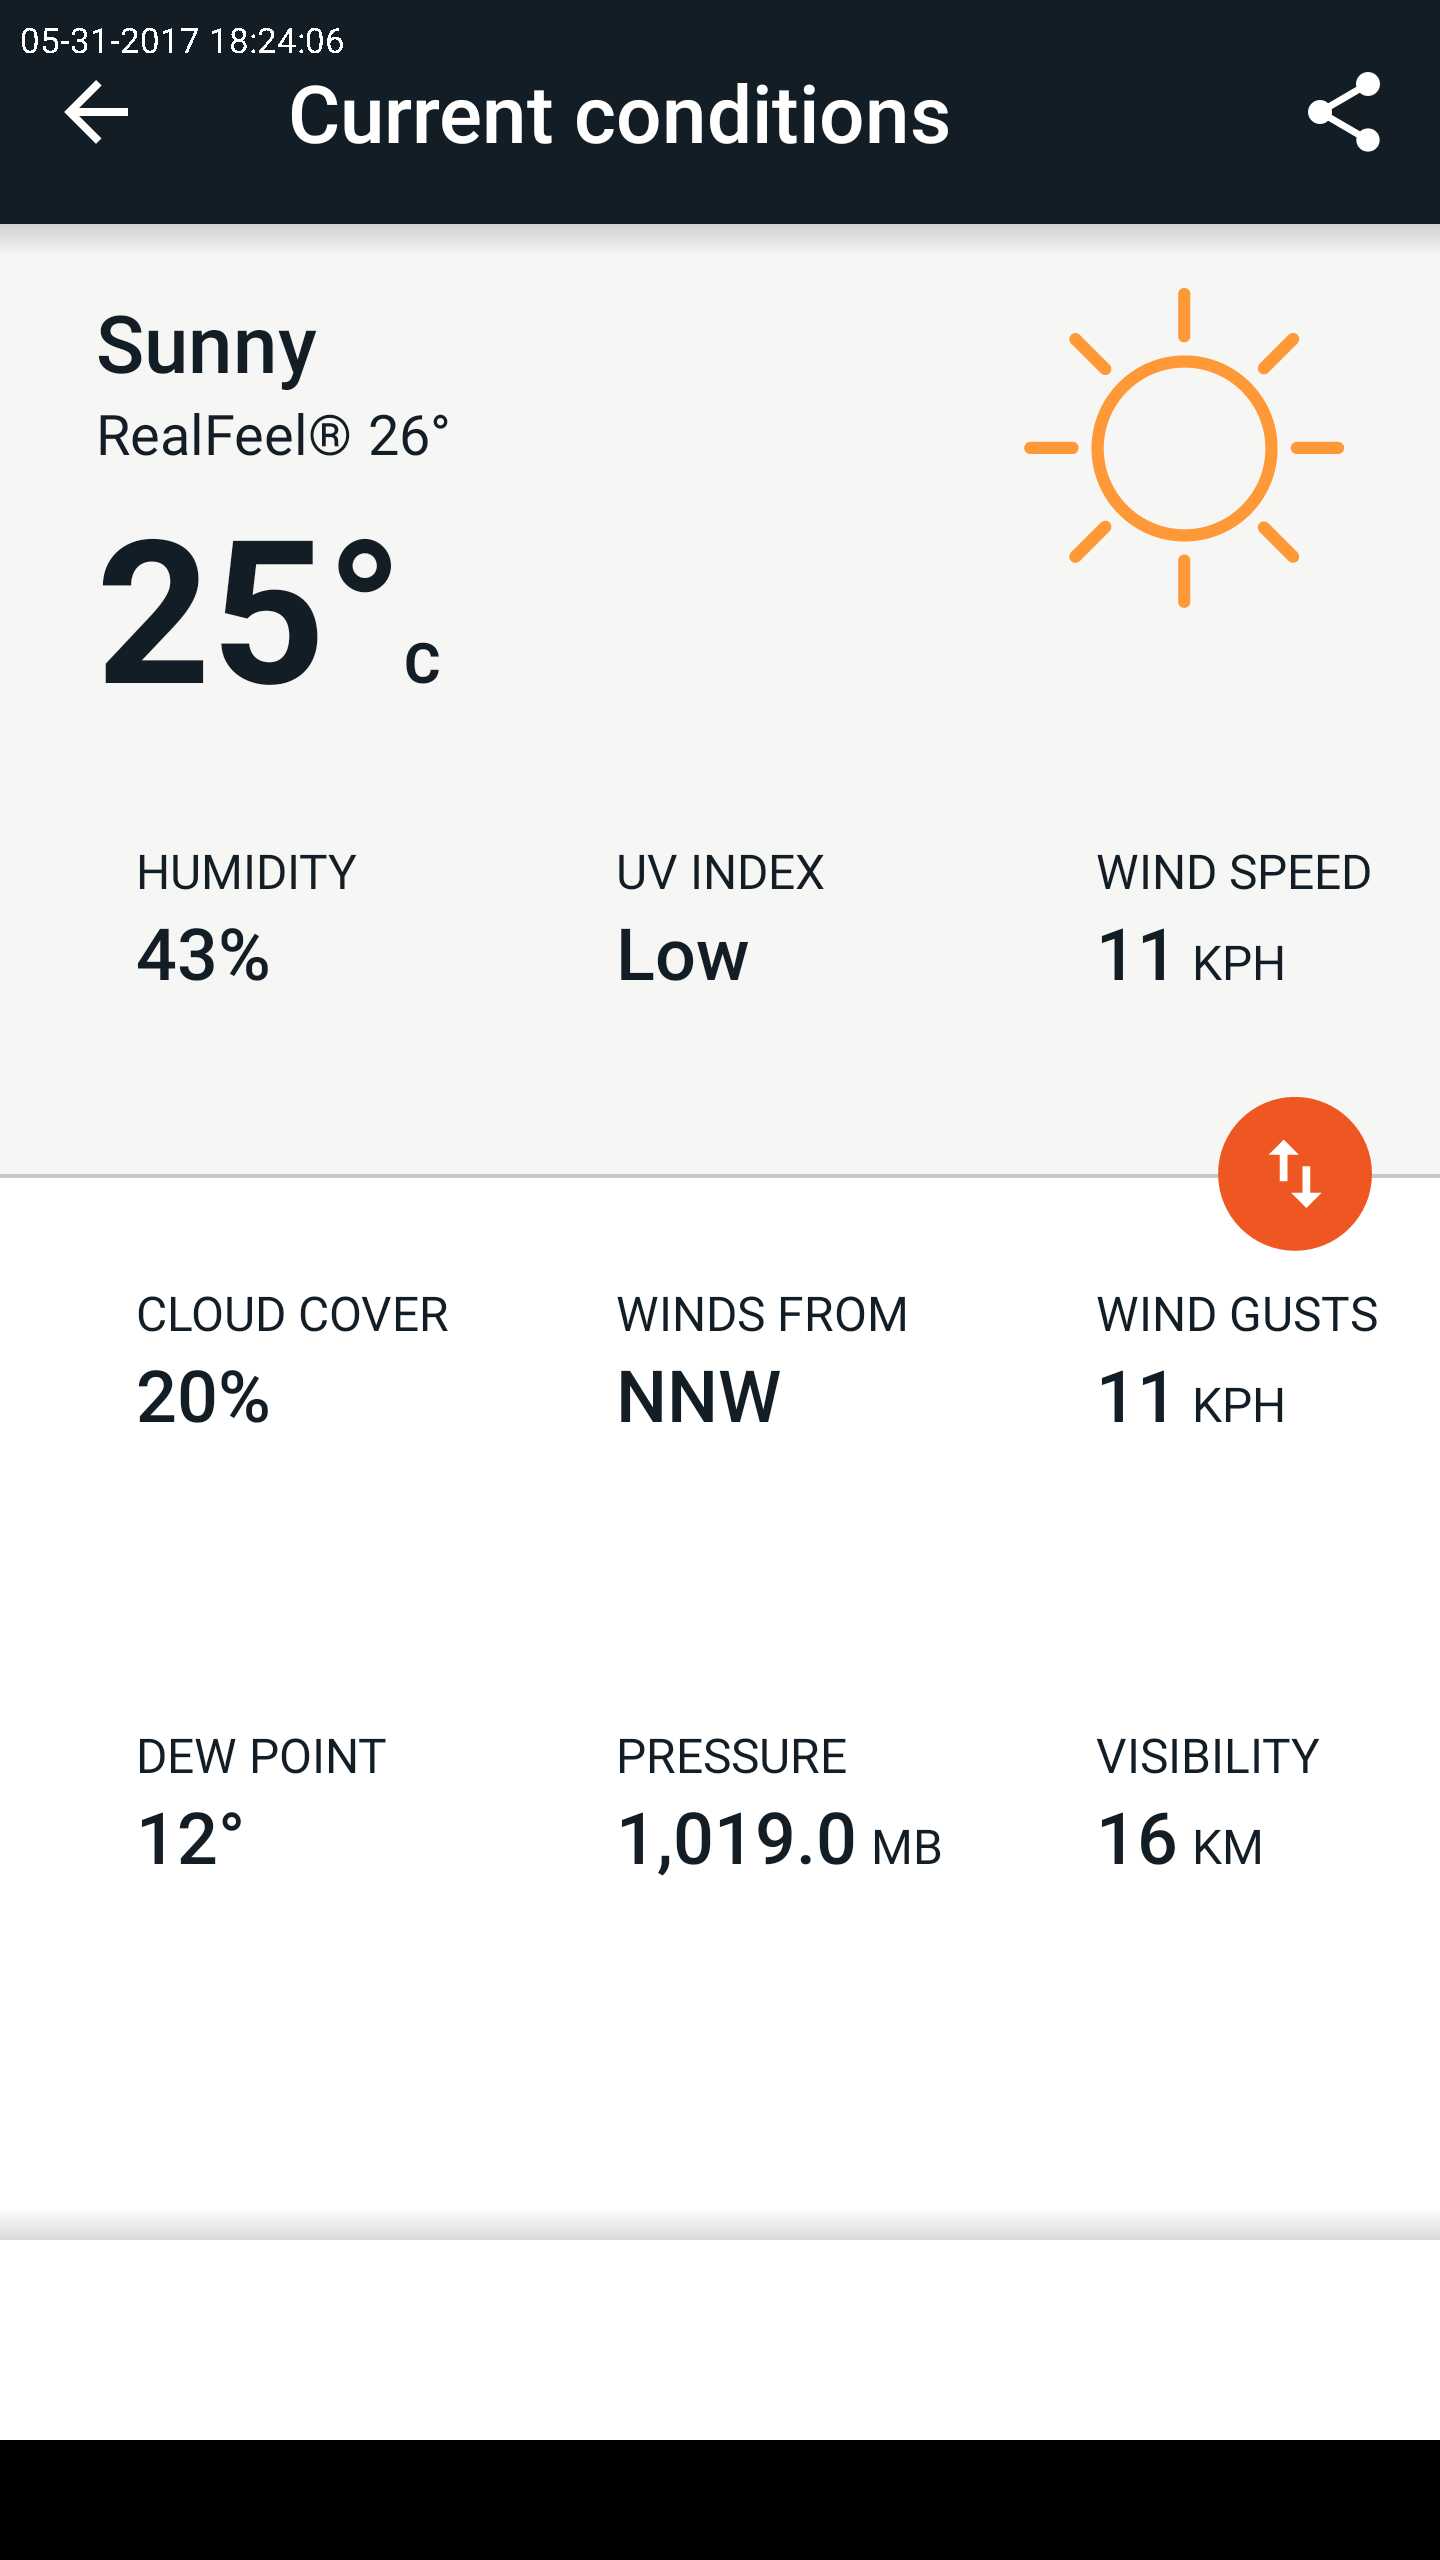 05-31-2017 18:24:06
Current conditions
Sunny
RealFeel® 26°
25° C
HUMIDITY UV INDEX WIND SPEED
43% Low 11 KPH
CLOUD COVER WINDS FROM WIND GUSTS
20% NNW 11 KPH
DEW POINT PRESSURE VISIBILITY
12° 1,019.0 MB 16 KM